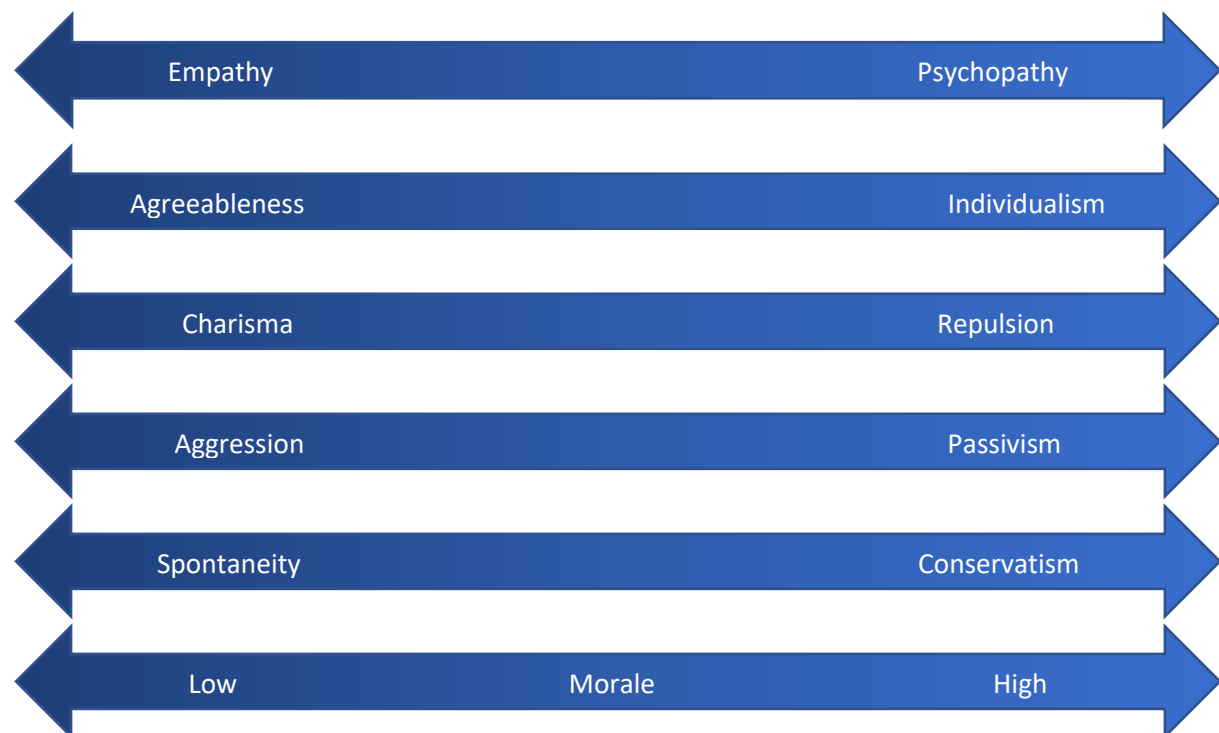 Empathy Psychopathy
Agreeableness Individualism
Charisma Repulsion
Aggression Passivism
Spontaneity Conservatism
Low Morale High